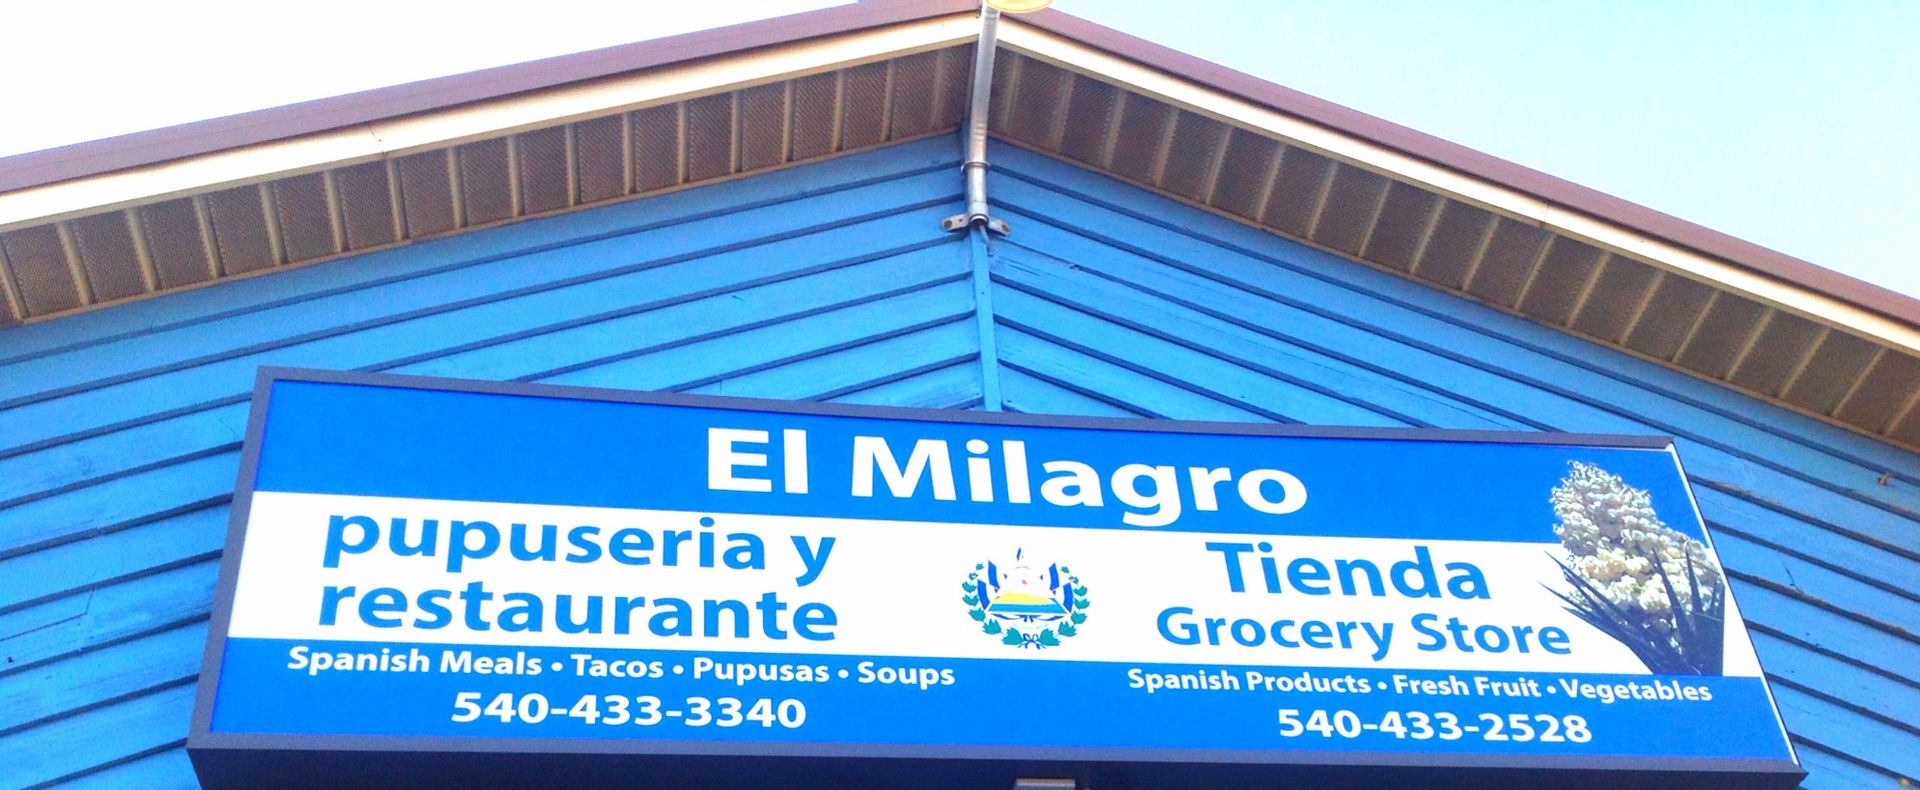 El Milagro
pupuseria y
restaurante
Spanish Meals • Tacos • Pupusas • Soups
540-433-3340
Tienda
Grocery Store
Spanish Products • Fresh Fruit • Vegetables
540-433-2528